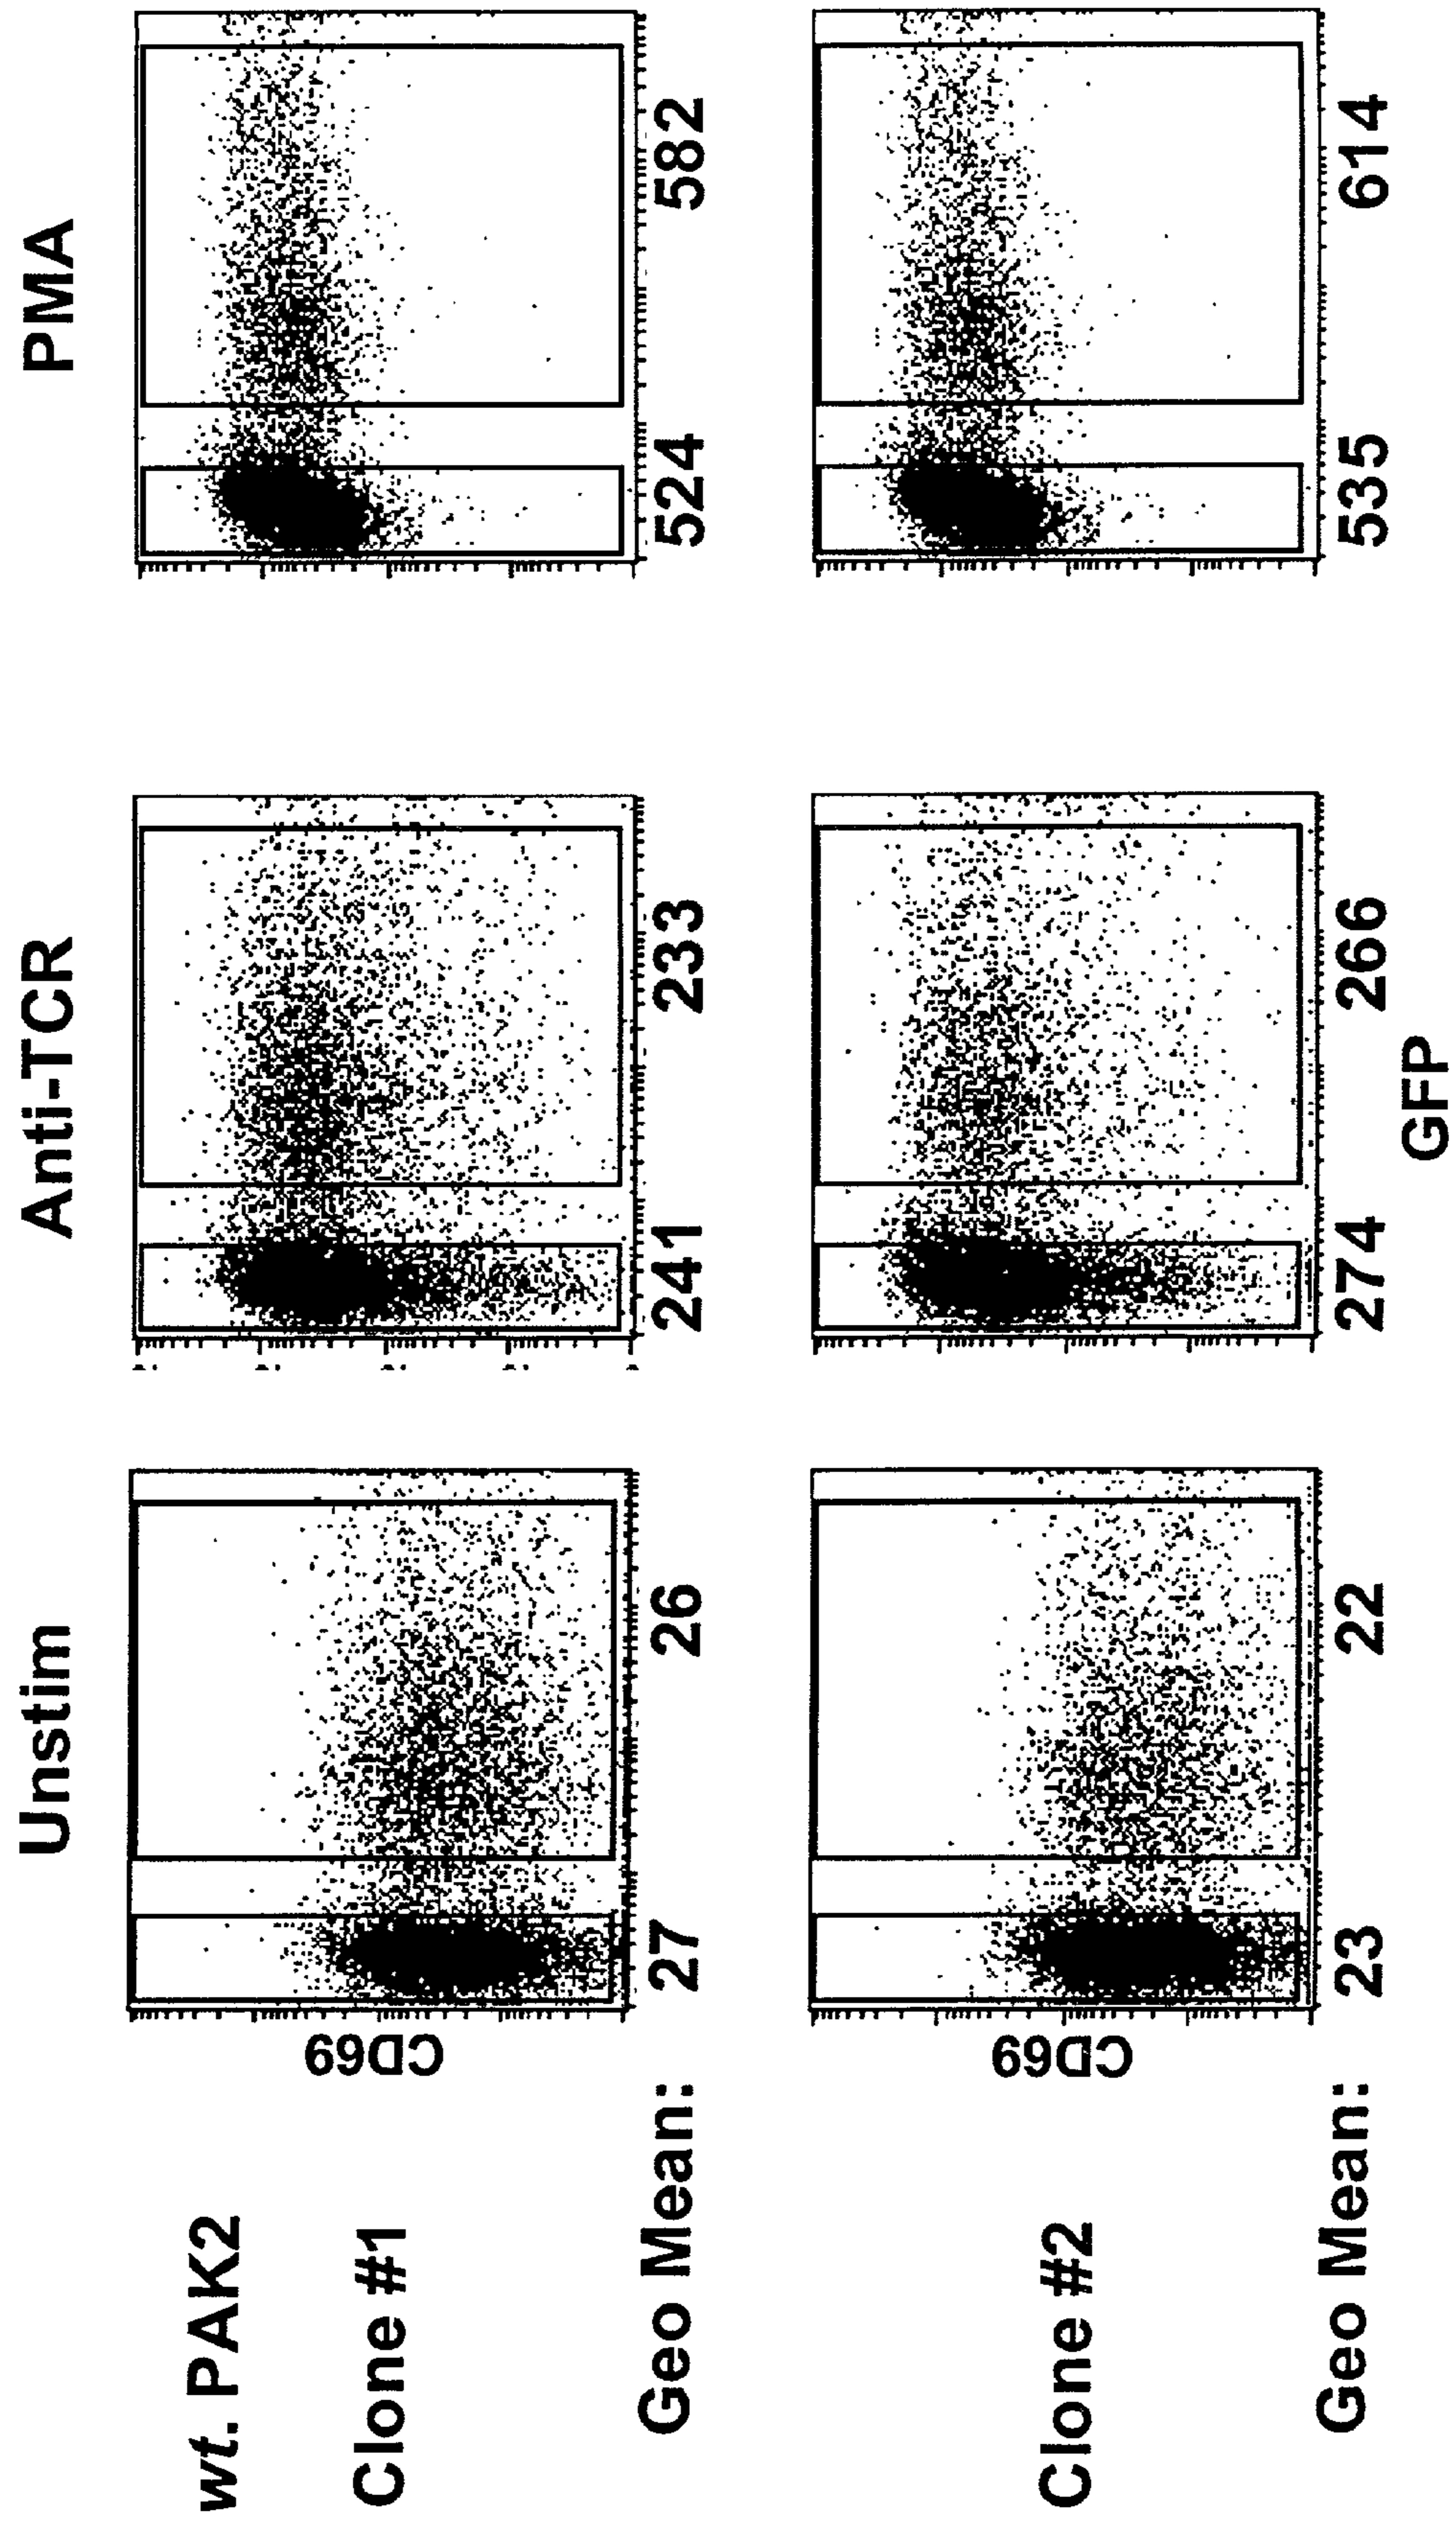 Unstim Anti-TCR PMA
wt. PAK2
Clone #1
CD69
Geo Mean: 27 26 241 233 524 582
Clone #2
CD69
Geo Mean: 23 22 274 266 535 614
GFP